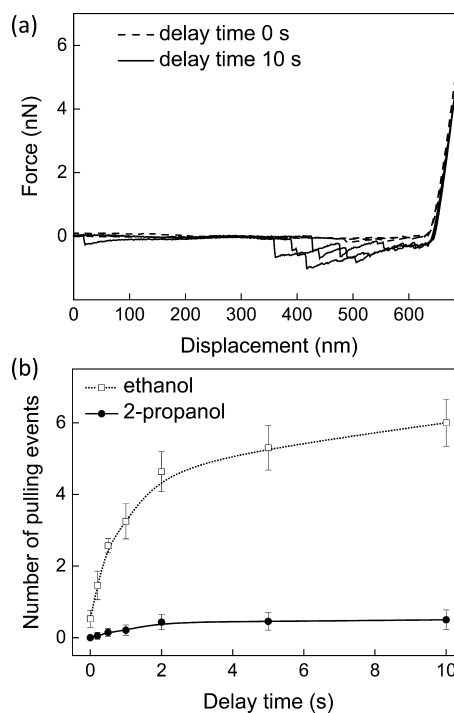 (a)
delay time 0 s
delay time 10 s
6
4
2
0
Force (nN)
0 100 200 300 400 500 600
Displacement (nm)
(b)
ethanol
2-propanol
6
4
2
0
Number of pulling events
0 2 4 6 8 10
Delay time (s)